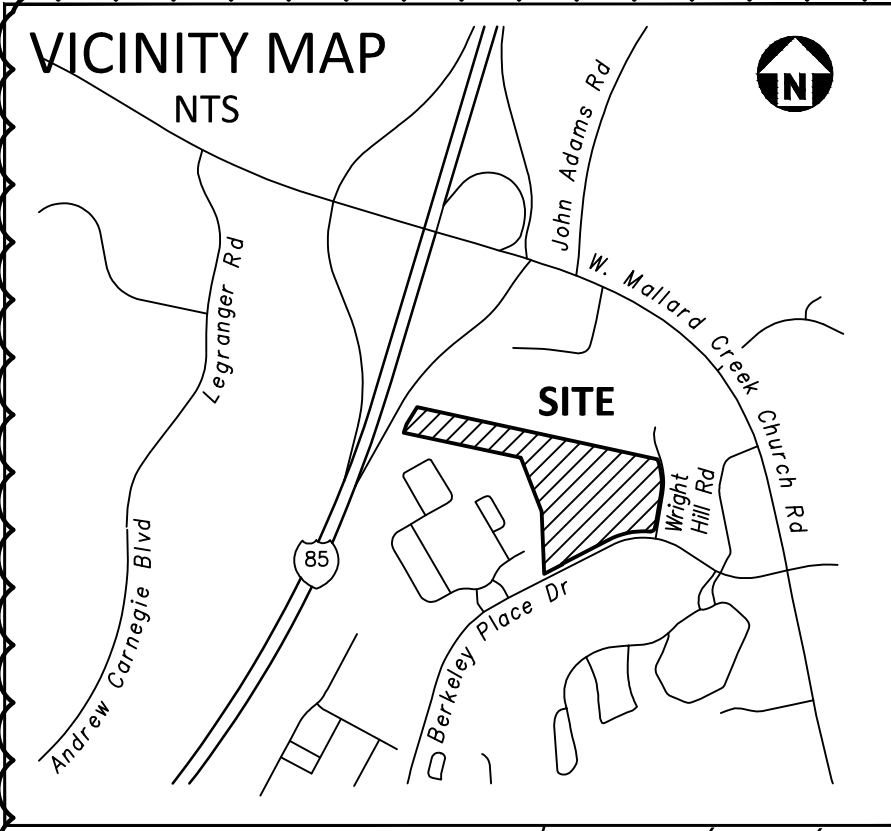 VICINITY MAP
NTS
N
John Adams Rd
W. Mallard Creek Church Rd
Legranger Rd
SITE
Wright
Hill Rd
85
Andrew Carnegie Blvd
Berkeley Place Dr